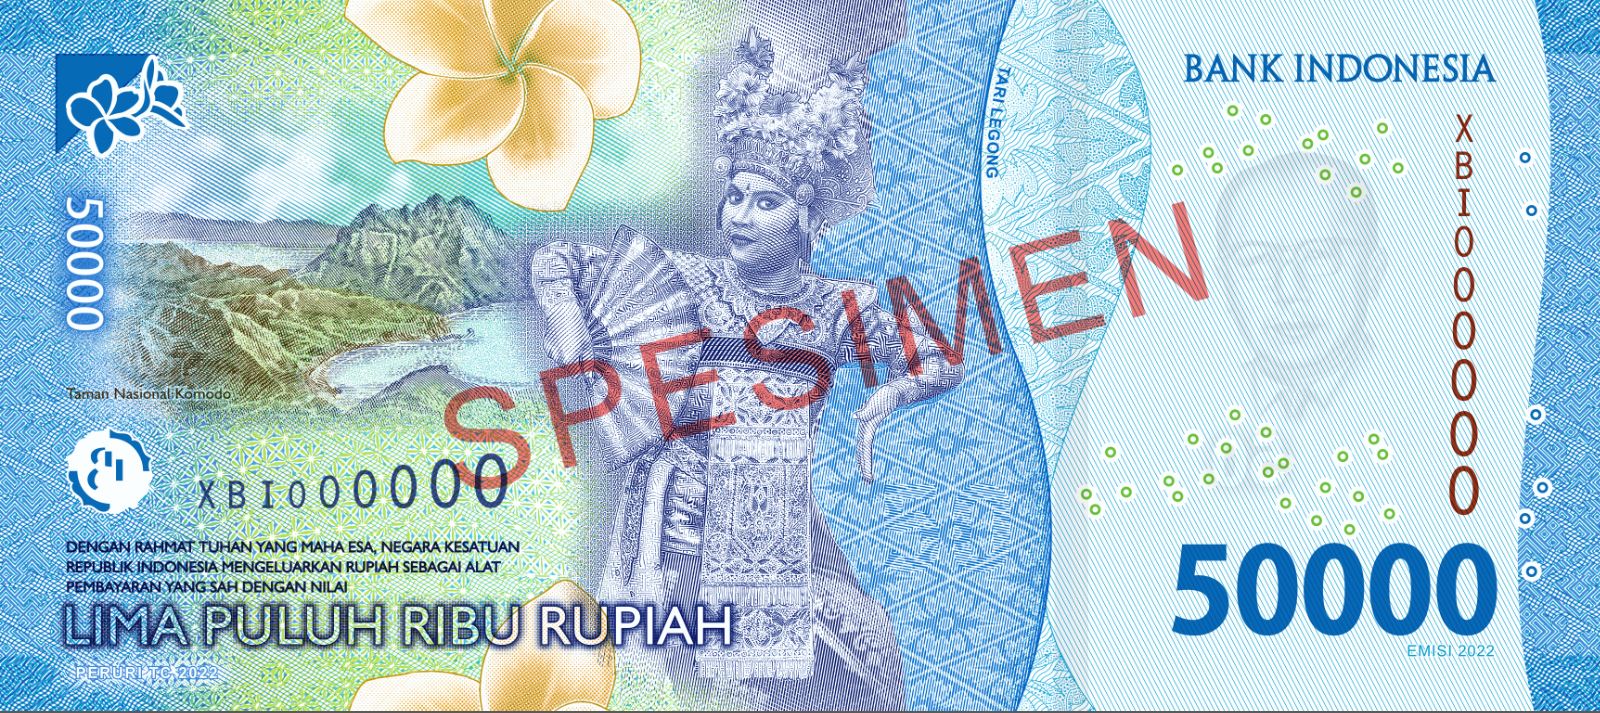 BANK INDONESIA
TARI LEGONG
XBI000000
50000
Taman Nasional Komodo
SPESIMEN
XBI000000
DENGAN RAHMAT TUHAN YANG MAHA ESA, NEGARA KESATUAN
REPUBLIK INDONESIA MENGELUARKAN RUPIAH SEBAGAI ALAT
PEMBAYARAN YANG SAH DENGAN NILAI
LIMA PULUH RIBU RUPIAH
PERURI TC 2022
50000
EMISI 2022